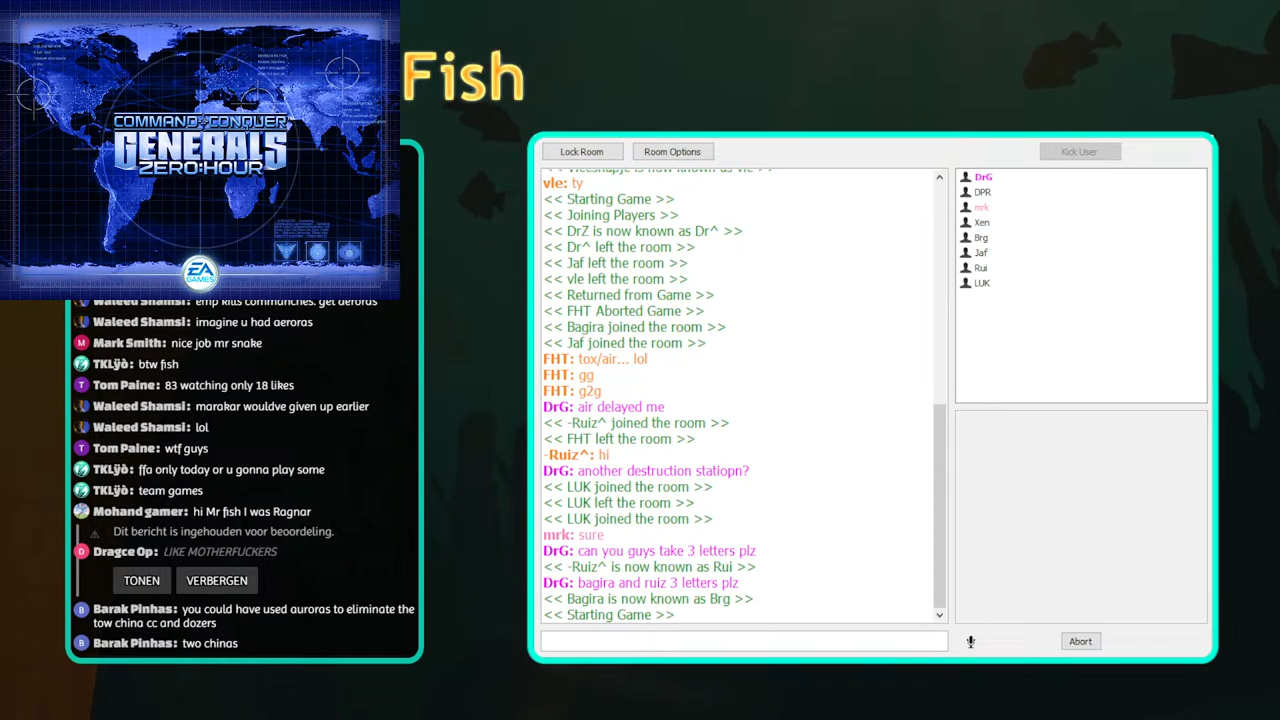 Fish
COMMAND & CONQUER
GENERALS
ZERO:HOUR
EA
GAMES
Waleed Shamsi: emp kills commanches. get aeroras
Waleed Shamsi: imagine u had aeroras
M Mark Smith: nice job mr snake
TKLÿò: btw fish
T Tom Paine: 83 watching only 18 likes
Waleed Shamsi: marakar wouldve given up earlier
Waleed Shamsi: lol
T Tom Paine: wtf guys
TKLÿò: ffa only today or u gonna play some
TKLÿò: team games
Mohand gamer: hi Mr fish I was Ragnar
Dit bericht is ingehouden voor beoordeling.
D Dragce Op: LIKE MOTHERFUCKERS
TONEN VERBERGEN
B Barak Pinhas: you could have used auroras to eliminate the
tow china cc and dozers
B Barak Pinhas: two chinas
Lock Room Room Options Kick User
<< Vleeshapje is now known as vle >>
vle: ty
<< Starting Game >>
<< Joining Players >>
<< DrZ is now known as Dr^ >>
<< Dr^ left the room >>
<< Jaf left the room >>
<< vle left the room >>
<< Returned from Game >>
<< FHT Aborted Game >>
<< Bagira joined the room >>
<< Jaf joined the room >>
FHT: tox/air... lol
FHT: gg
FHT: g2g
DrG: air delayed me
<< -Ruiz^ joined the room >>
<< FHT left the room >>
-Ruiz^: hi
DrG: another destruction statiopn?
<< LUK joined the room >>
<< LUK left the room >>
<< LUK joined the room >>
mrk: sure
DrG: can you guys take 3 letters plz
<< -Ruiz^ is now known as Rui >>
DrG: bagira and ruiz 3 letters plz
<< Bagira is now known as Brg >>
<< Starting Game >>
DrG
DPR
mrk
Xen
Brg
Jaf
Rui
LUK
Abort